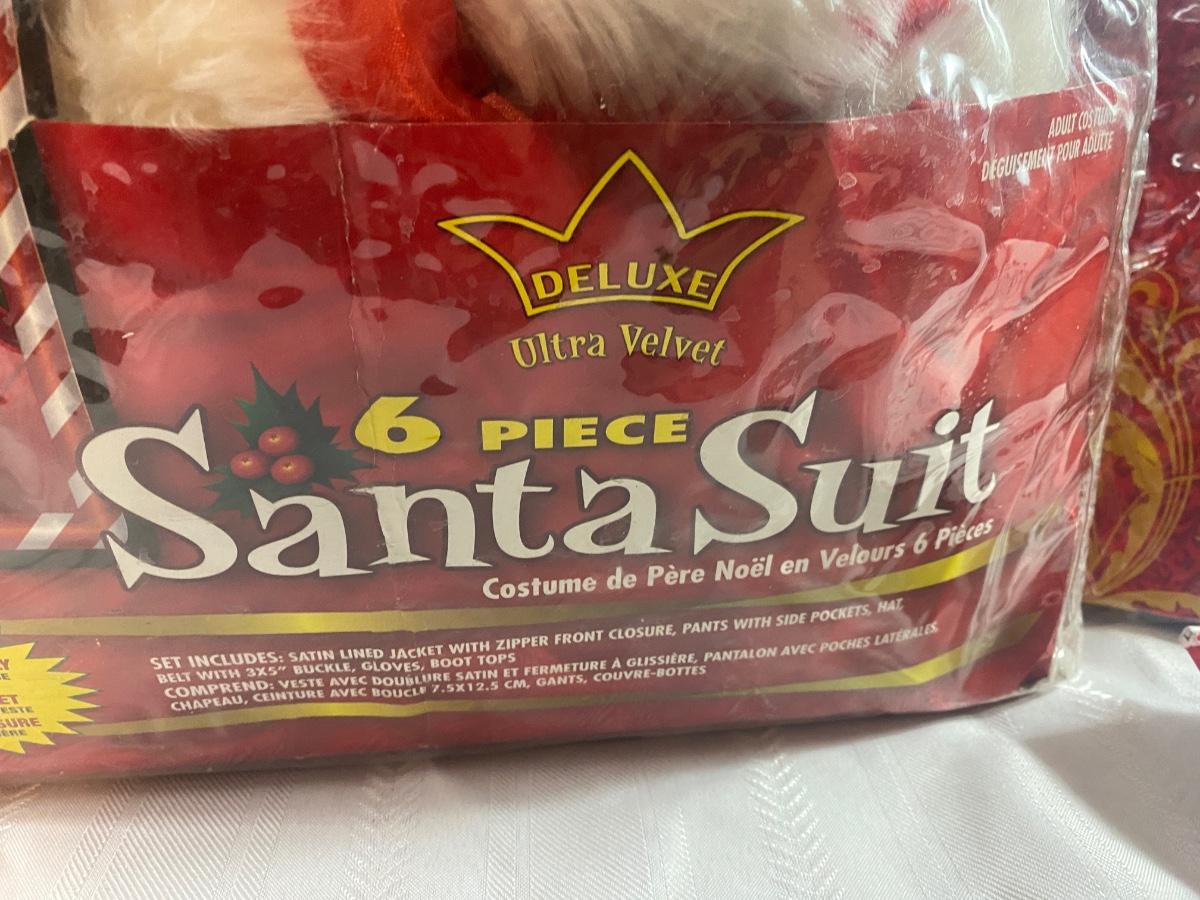 ADULT COSTUME
DÉGUISEMENT POUR ADULTE
DELUXE
Ultra Velvet
6 PIECE
Santa Suit
Costume de Père Noël en Velours 6 Pièces
SET INCLUDES: SATIN LINED JACKET WITH ZIPPER FRONT CLOSURE, PANTS WITH SIDE POCKETS, HAT,
BELT WITH 3X5" BUCKLE, GLOVES, BOOT TOPS
COMPREND: VESTE AVEC DOUBLURE SATIN ET FERMETURE À GLISSIÈRE, PANTALON AVEC POCHES LATÉRALES,
CHAPEAU, CEINTURE AVEC BOUCLE 7.5X12.5 CM, GANTS, COUVRE-BOTTES